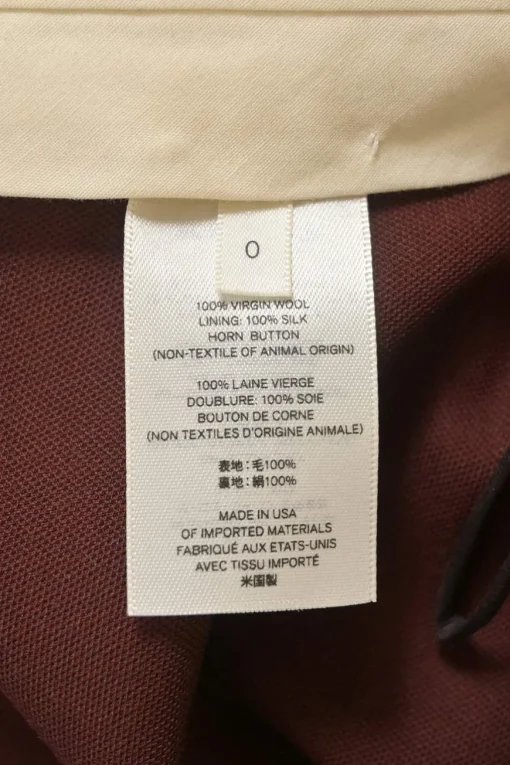 0
100% VIRGIN WOOL
LINING: 100% SILK
HORN BUTTON
(NON-TEXTILE OF ANIMAL ORIGIN)
100% LAINE VIERGE
DOUBLURE: 100% SOIE
BOUTON DE CORNE
(NON TEXTILES D'ORIGINE ANIMALE)
表地:毛100%
裏地:絹100%
MADE IN USA
OF IMPORTED MATERIALS
FABRIQUÉ AUX ETATS-UNIS
AVEC TISSU IMPORTÉ
米国製